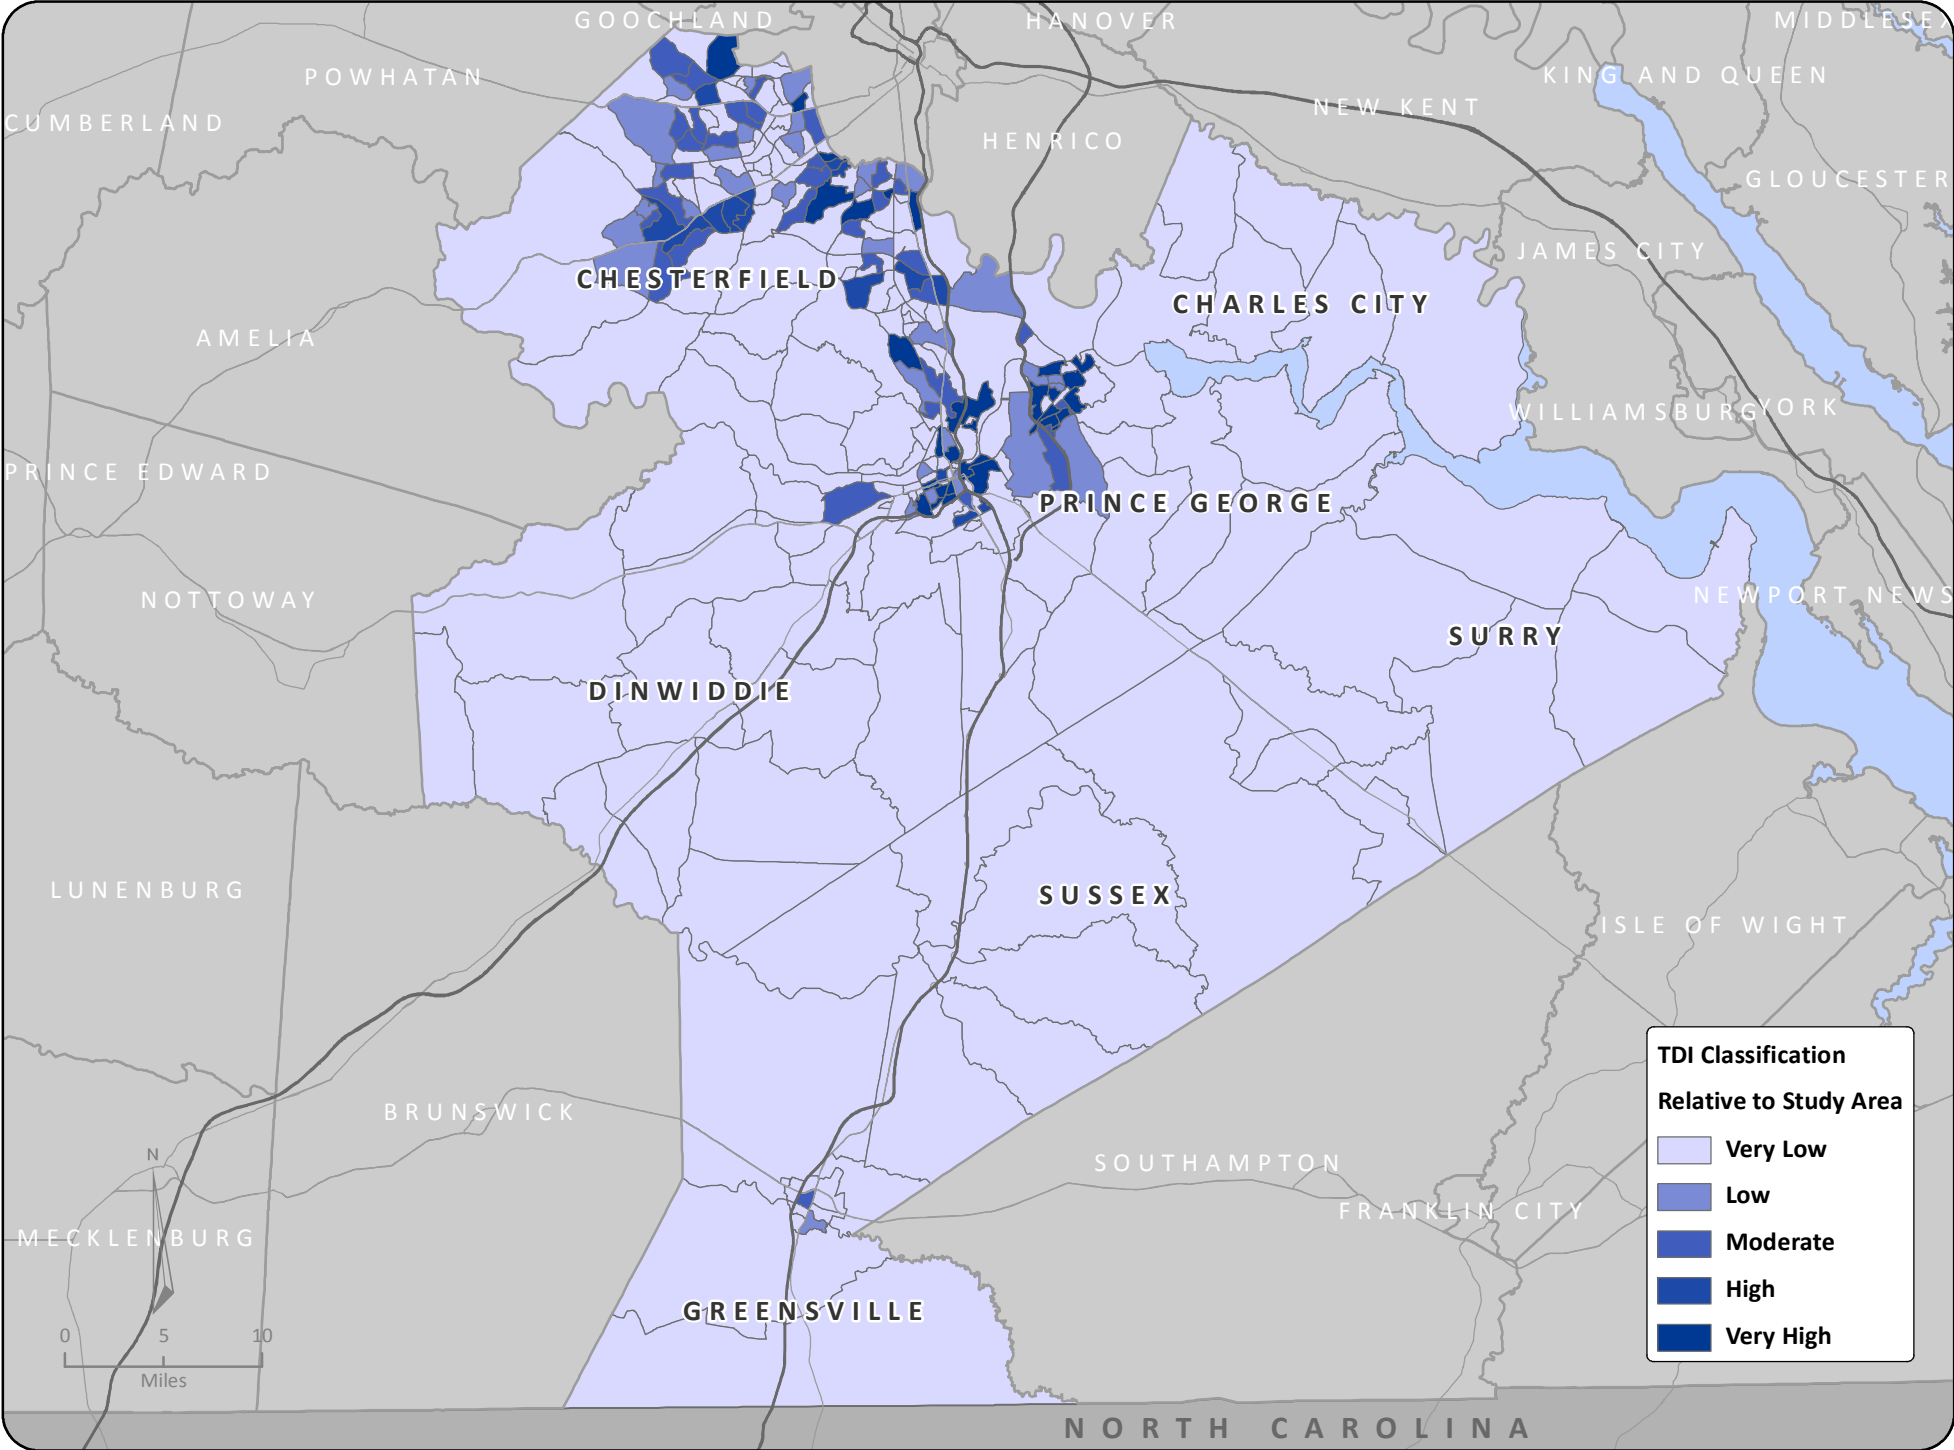 GOOCHLAND
HANOVER
MIDDLESEX
POWHATAN
KING AND QUEEN
NEW KENT
CUMBERLAND
HENRICO
GLOUCESTER
JAMES CITY
CHESTERFIELD
CHARLES CITY
AMELIA
WILLIAMSBURG
YORK
PRINCE EDWARD
PRINCE GEORGE
NOTTOWAY
NEWPORT NEWS
SURRY
DINWIDDIE
LUNENBURG
SUSSEX
ISLE OF WIGHT
BRUNSWICK
SOUTHAMPTON
FRANKLIN CITY
MECKLENBURG
GREENSVILLE
NORTH CAROLINA
N
0 5 10
Miles
TDI Classification
Relative to Study Area
Very Low
Low
Moderate
High
Very High